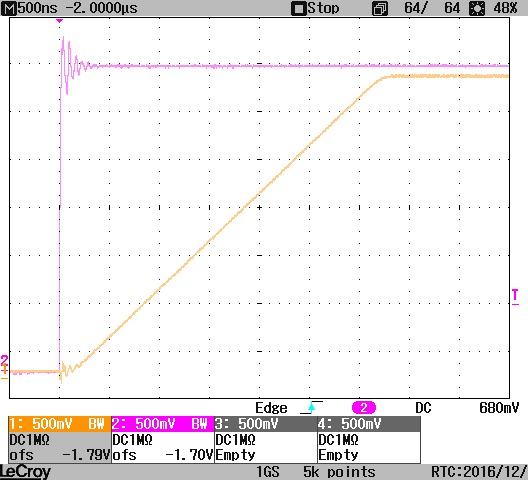 M 500ns -2.0000µs Stop 64/ 64 48%
T
2
Edge 2 DC 680mV
1: 500mV BW 2: 500mV BW 3: 500mV 4: 500mV
DC1MΩ DC1MΩ DC1MΩ DC1MΩ
ofs -1.79V ofs -1.70V Empty Empty
LeCroy 1GS 5k points RTC:2016/12/